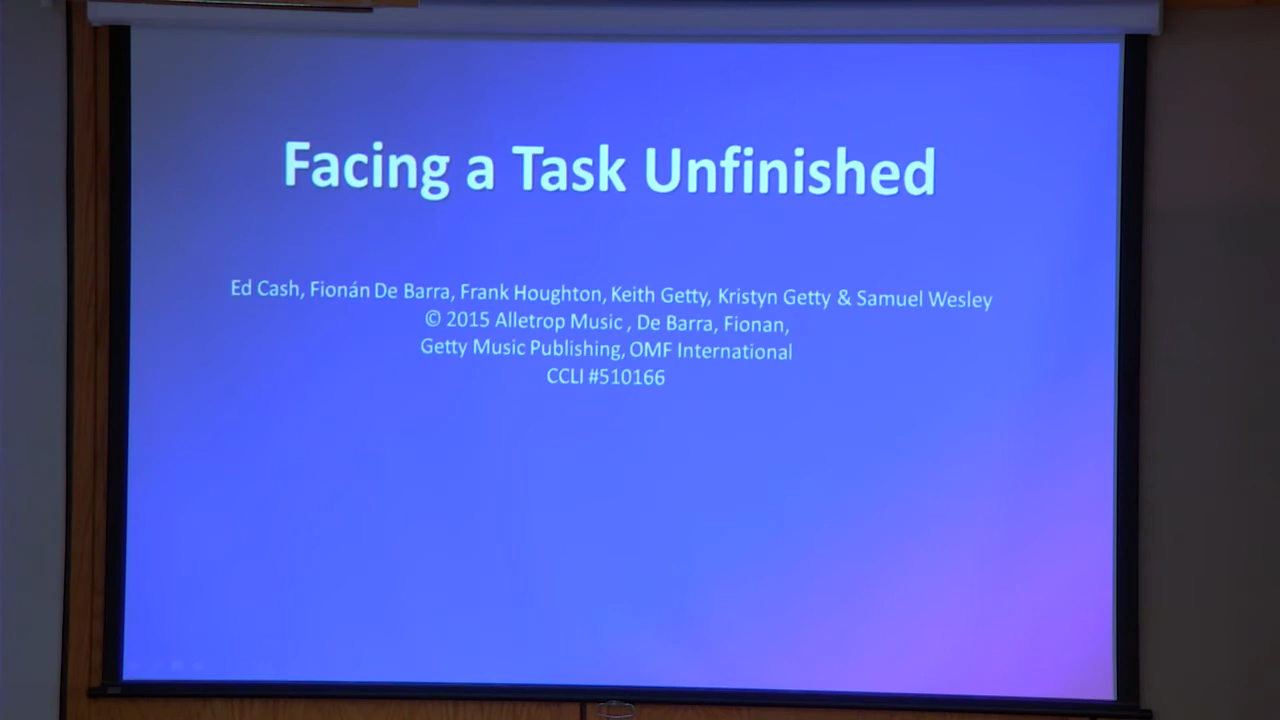 Facing a Task Unfinished
Ed Cash, Fionán De Barra, Frank Houghton, Keith Getty, Kristyn Getty & Samuel Wesley
© 2015 Alletrop Music , De Barra, Fionan,
Getty Music Publishing, OMF International
CCLI #510166